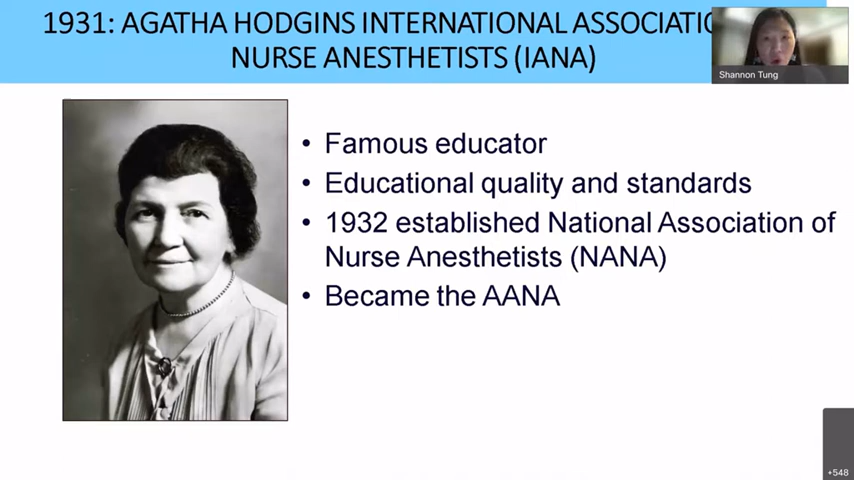 1931: AGATHA HODGINS INTERNATIONAL
NURSE ANESTHETISTS (IANA)
Shannon Tung
• Famous educator
• Educational quality and standards
• 1932 established National Association of
Nurse Anesthetists (NANA)
• Became the AANA
+548